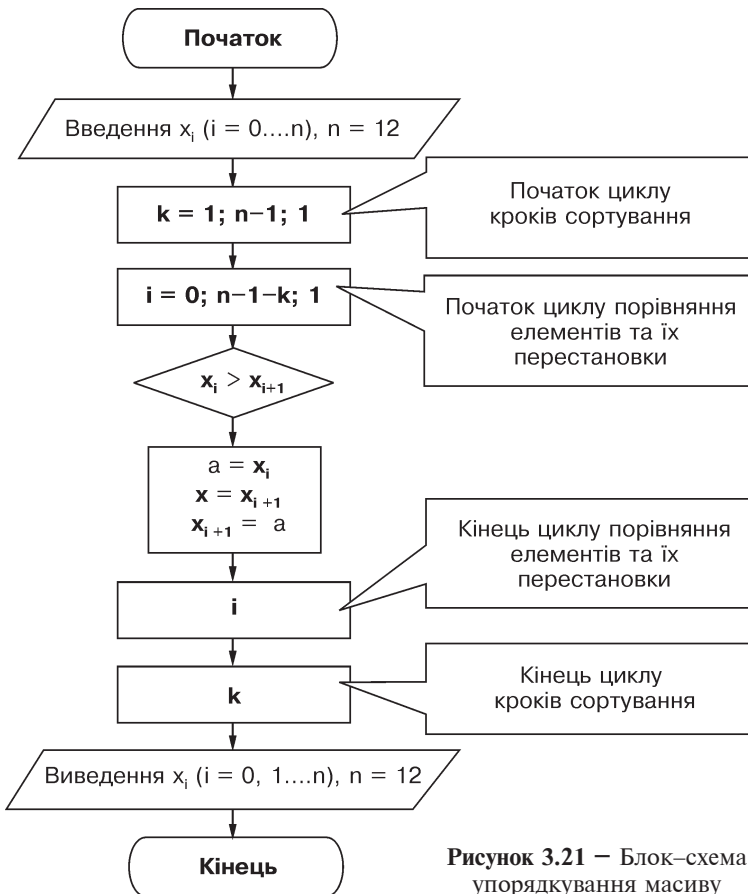 Початок
Введення xᵢ (i = 0....n), n = 12
k = 1; n−1; 1
Початок циклу
кроків сортування
i = 0; n−1−k; 1
Початок циклу порівняння
елементів та їх
перестановки
xᵢ > xᵢ₊₁
a = xᵢ
x = xᵢ₊₁
xᵢ₊₁ = a
Кінець циклу порівняння
елементів та їх
перестановки
i
Кінець циклу
кроків сортування
k
Виведення xᵢ (i = 0, 1....n), n = 12
Кінець
Рисунок 3.21 − Блок–схема
упорядкування масиву